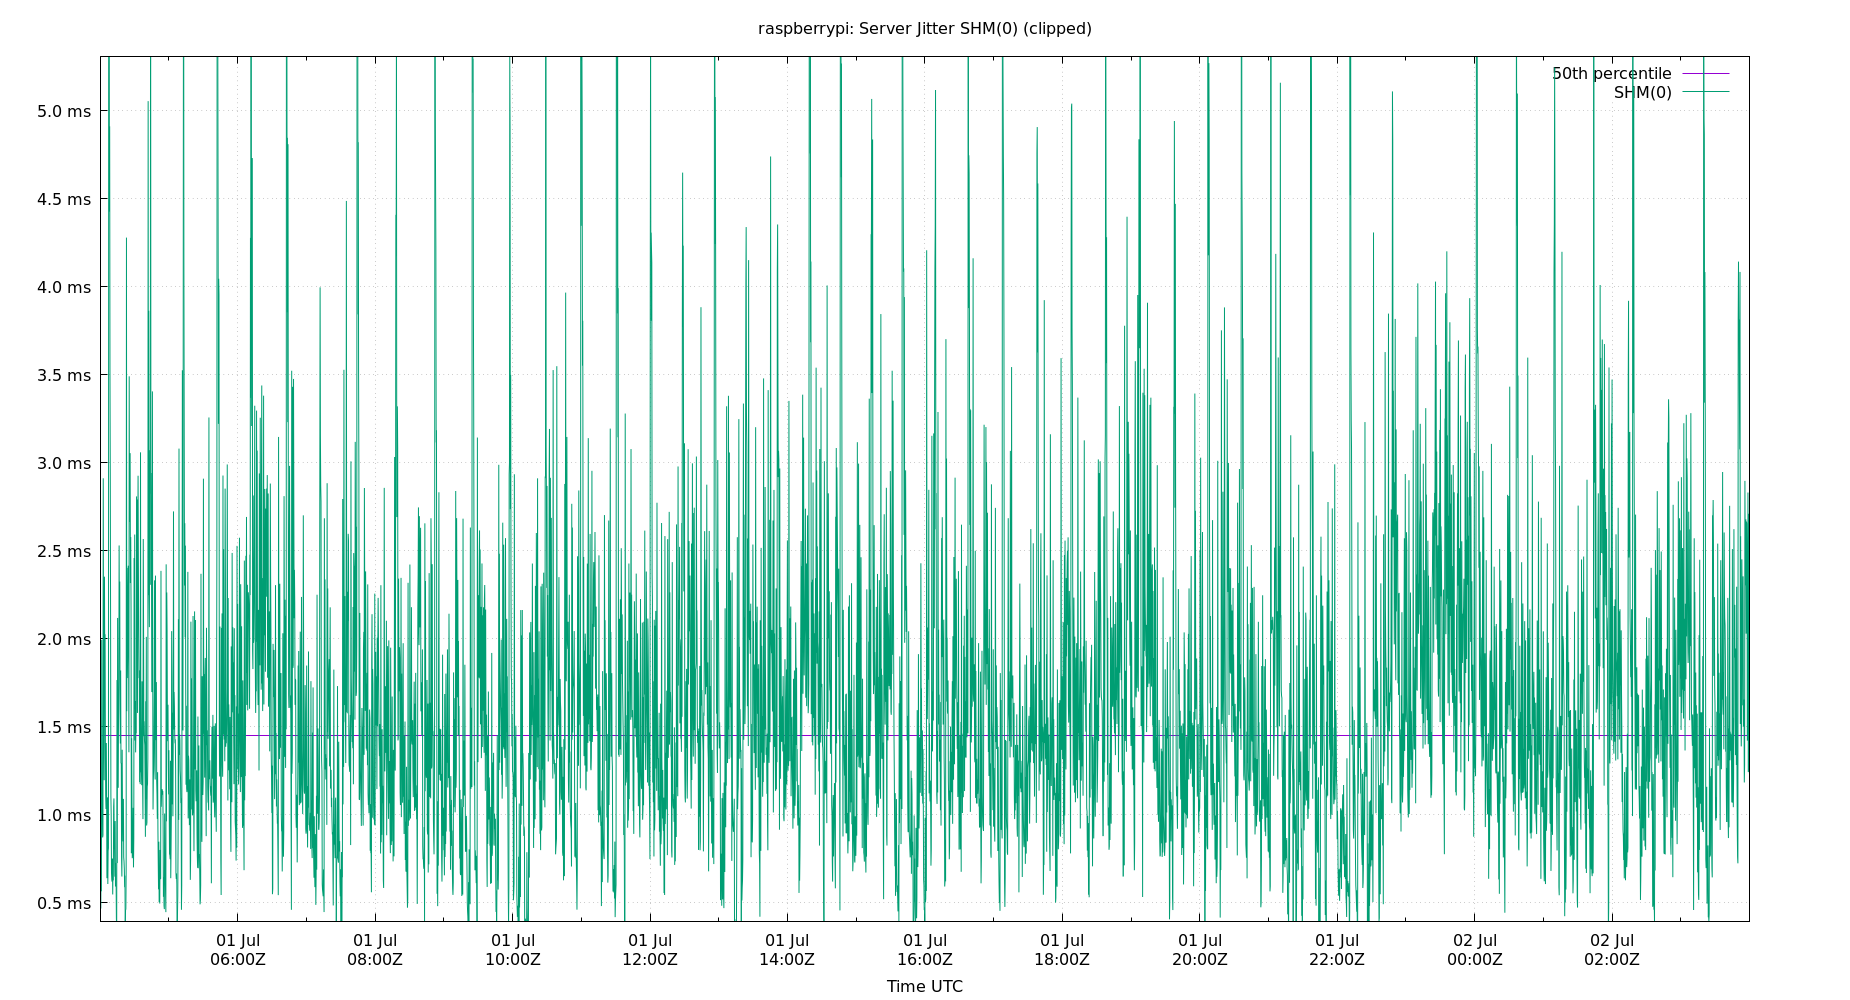 raspberrypi: Server Jitter SHM(0) (clipped)
50th percentile
SHM(0)
5.0 ms
4.5 ms
4.0 ms
3.5 ms
3.0 ms
2.5 ms
2.0 ms
1.5 ms
1.0 ms
0.5 ms
01 Jul 01 Jul 01 Jul 01 Jul 01 Jul 01 Jul 01 Jul 01 Jul 01 Jul 02 Jul 02 Jul
06:00Z 08:00Z 10:00Z 12:00Z 14:00Z 16:00Z 18:00Z 20:00Z 22:00Z 00:00Z 02:00Z
Time UTC